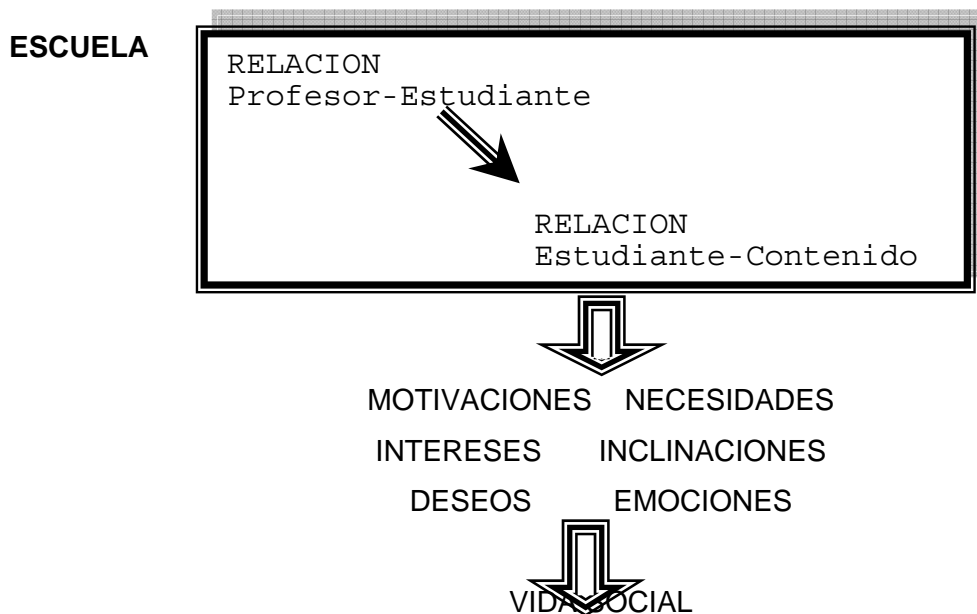 ESCUELA
RELACION
Profesor-Estudiante
RELACION
Estudiante-Contenido
MOTIVACIONES NECESIDADES
INTERESES INCLINACIONES
DESEOS EMOCIONES
VIDA SOCIAL